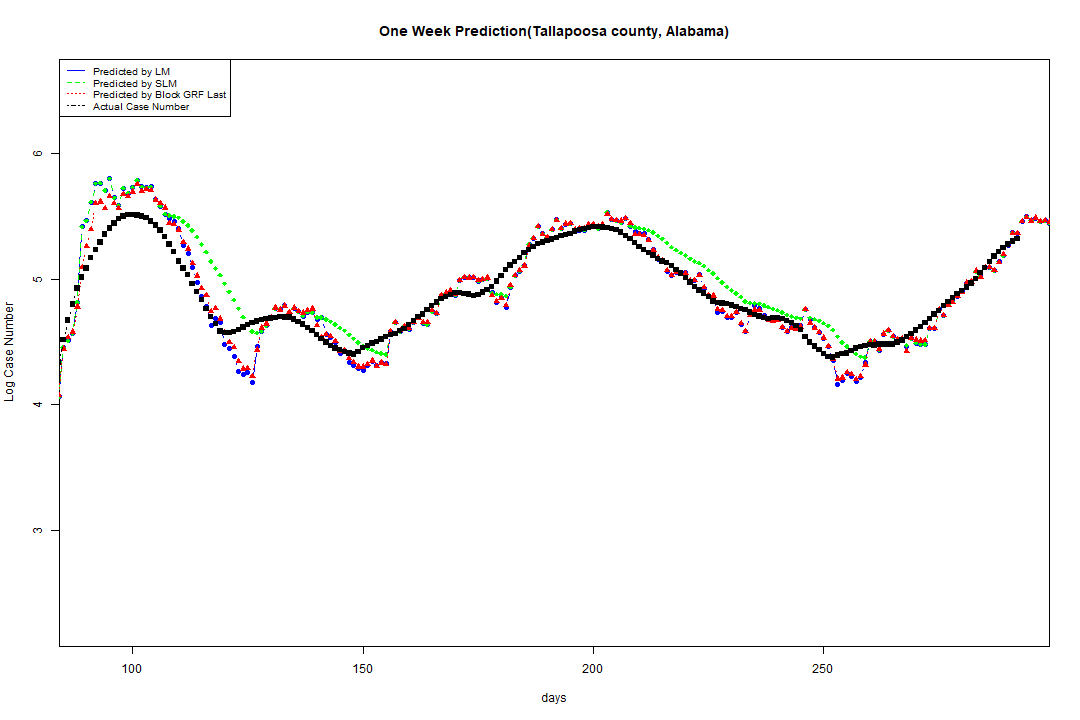 One Week Prediction(Tallapoosa county, Alabama)
Predicted by LM
Predicted by SLM
Predicted by Block GRF Last
Actual Case Number
6
5
4
3
Log Case Number
100 150 200 250
days